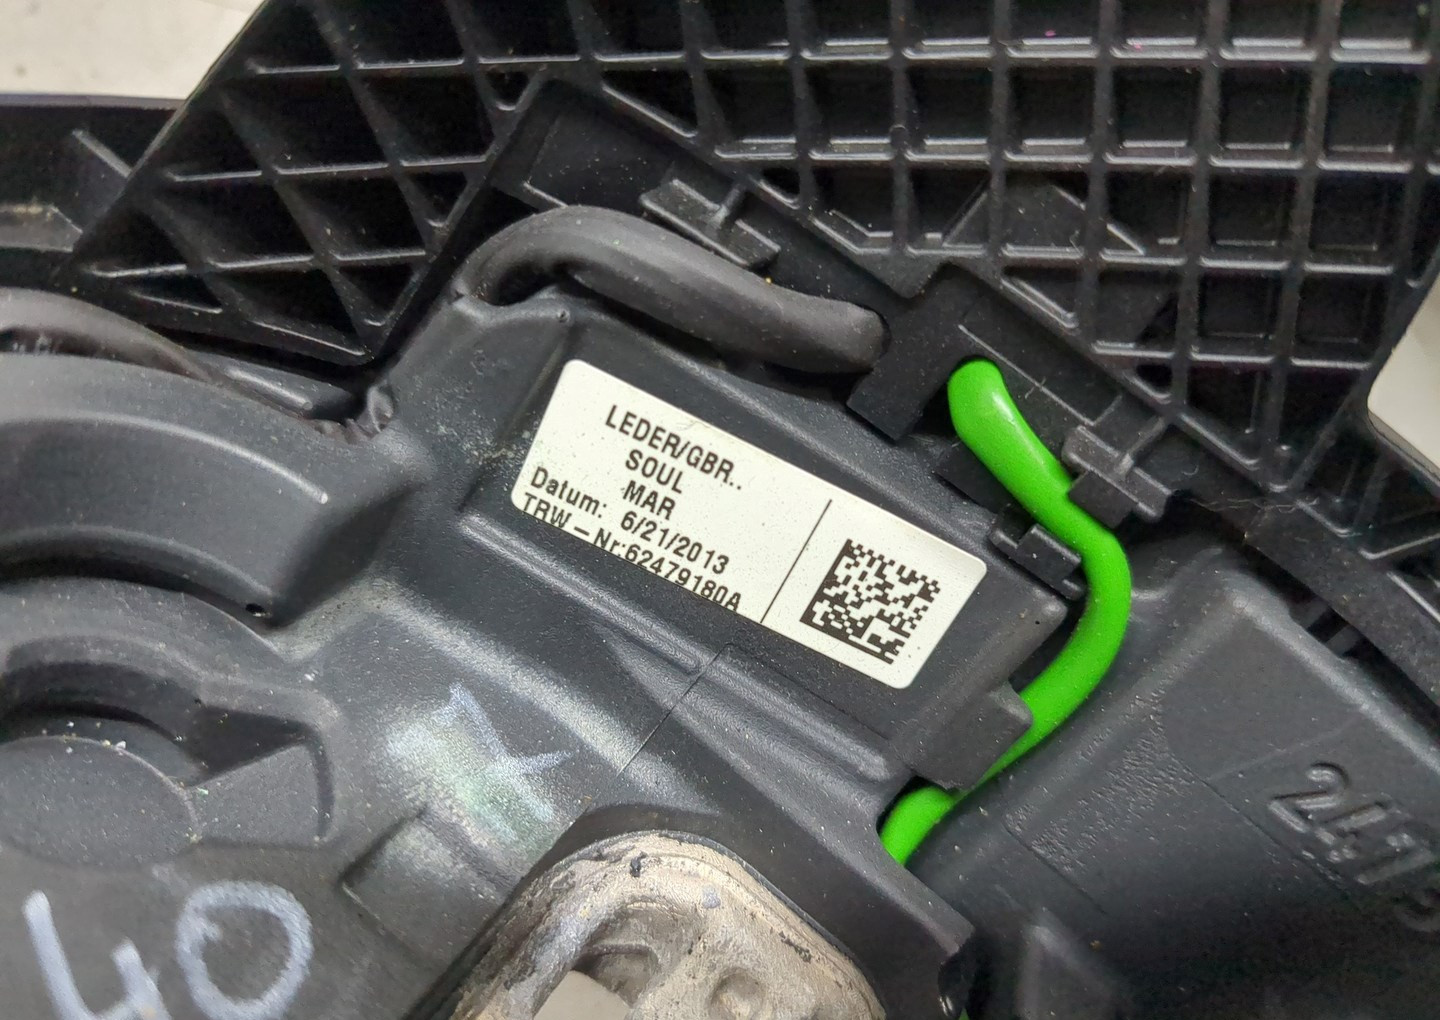 LEDER/GBR..
SOUL
MAR
Datum: 6/21/2013
TRW-Nr:62479180A
40